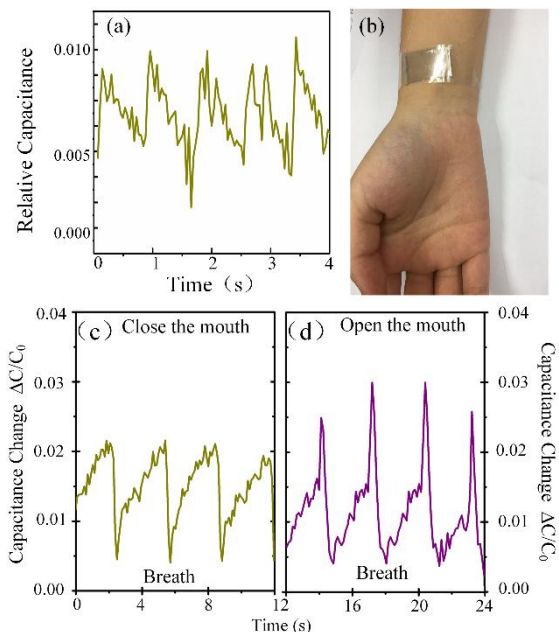 (a)
(b)
0.010
0.005
0.000
Relative Capacitance
0 1 2 3 4
Time (s)
(c) Close the mouth
(d) Open the mouth
0.04
0.03
0.02
0.01
0.00
Capacitance Change ΔC/C₀
0.04
0.03
0.02
0.01
0.00
Capacitance Change ΔC/C₀
Breath
Breath
0 4 8 12 16 20 24
Time (s)
Time (s)